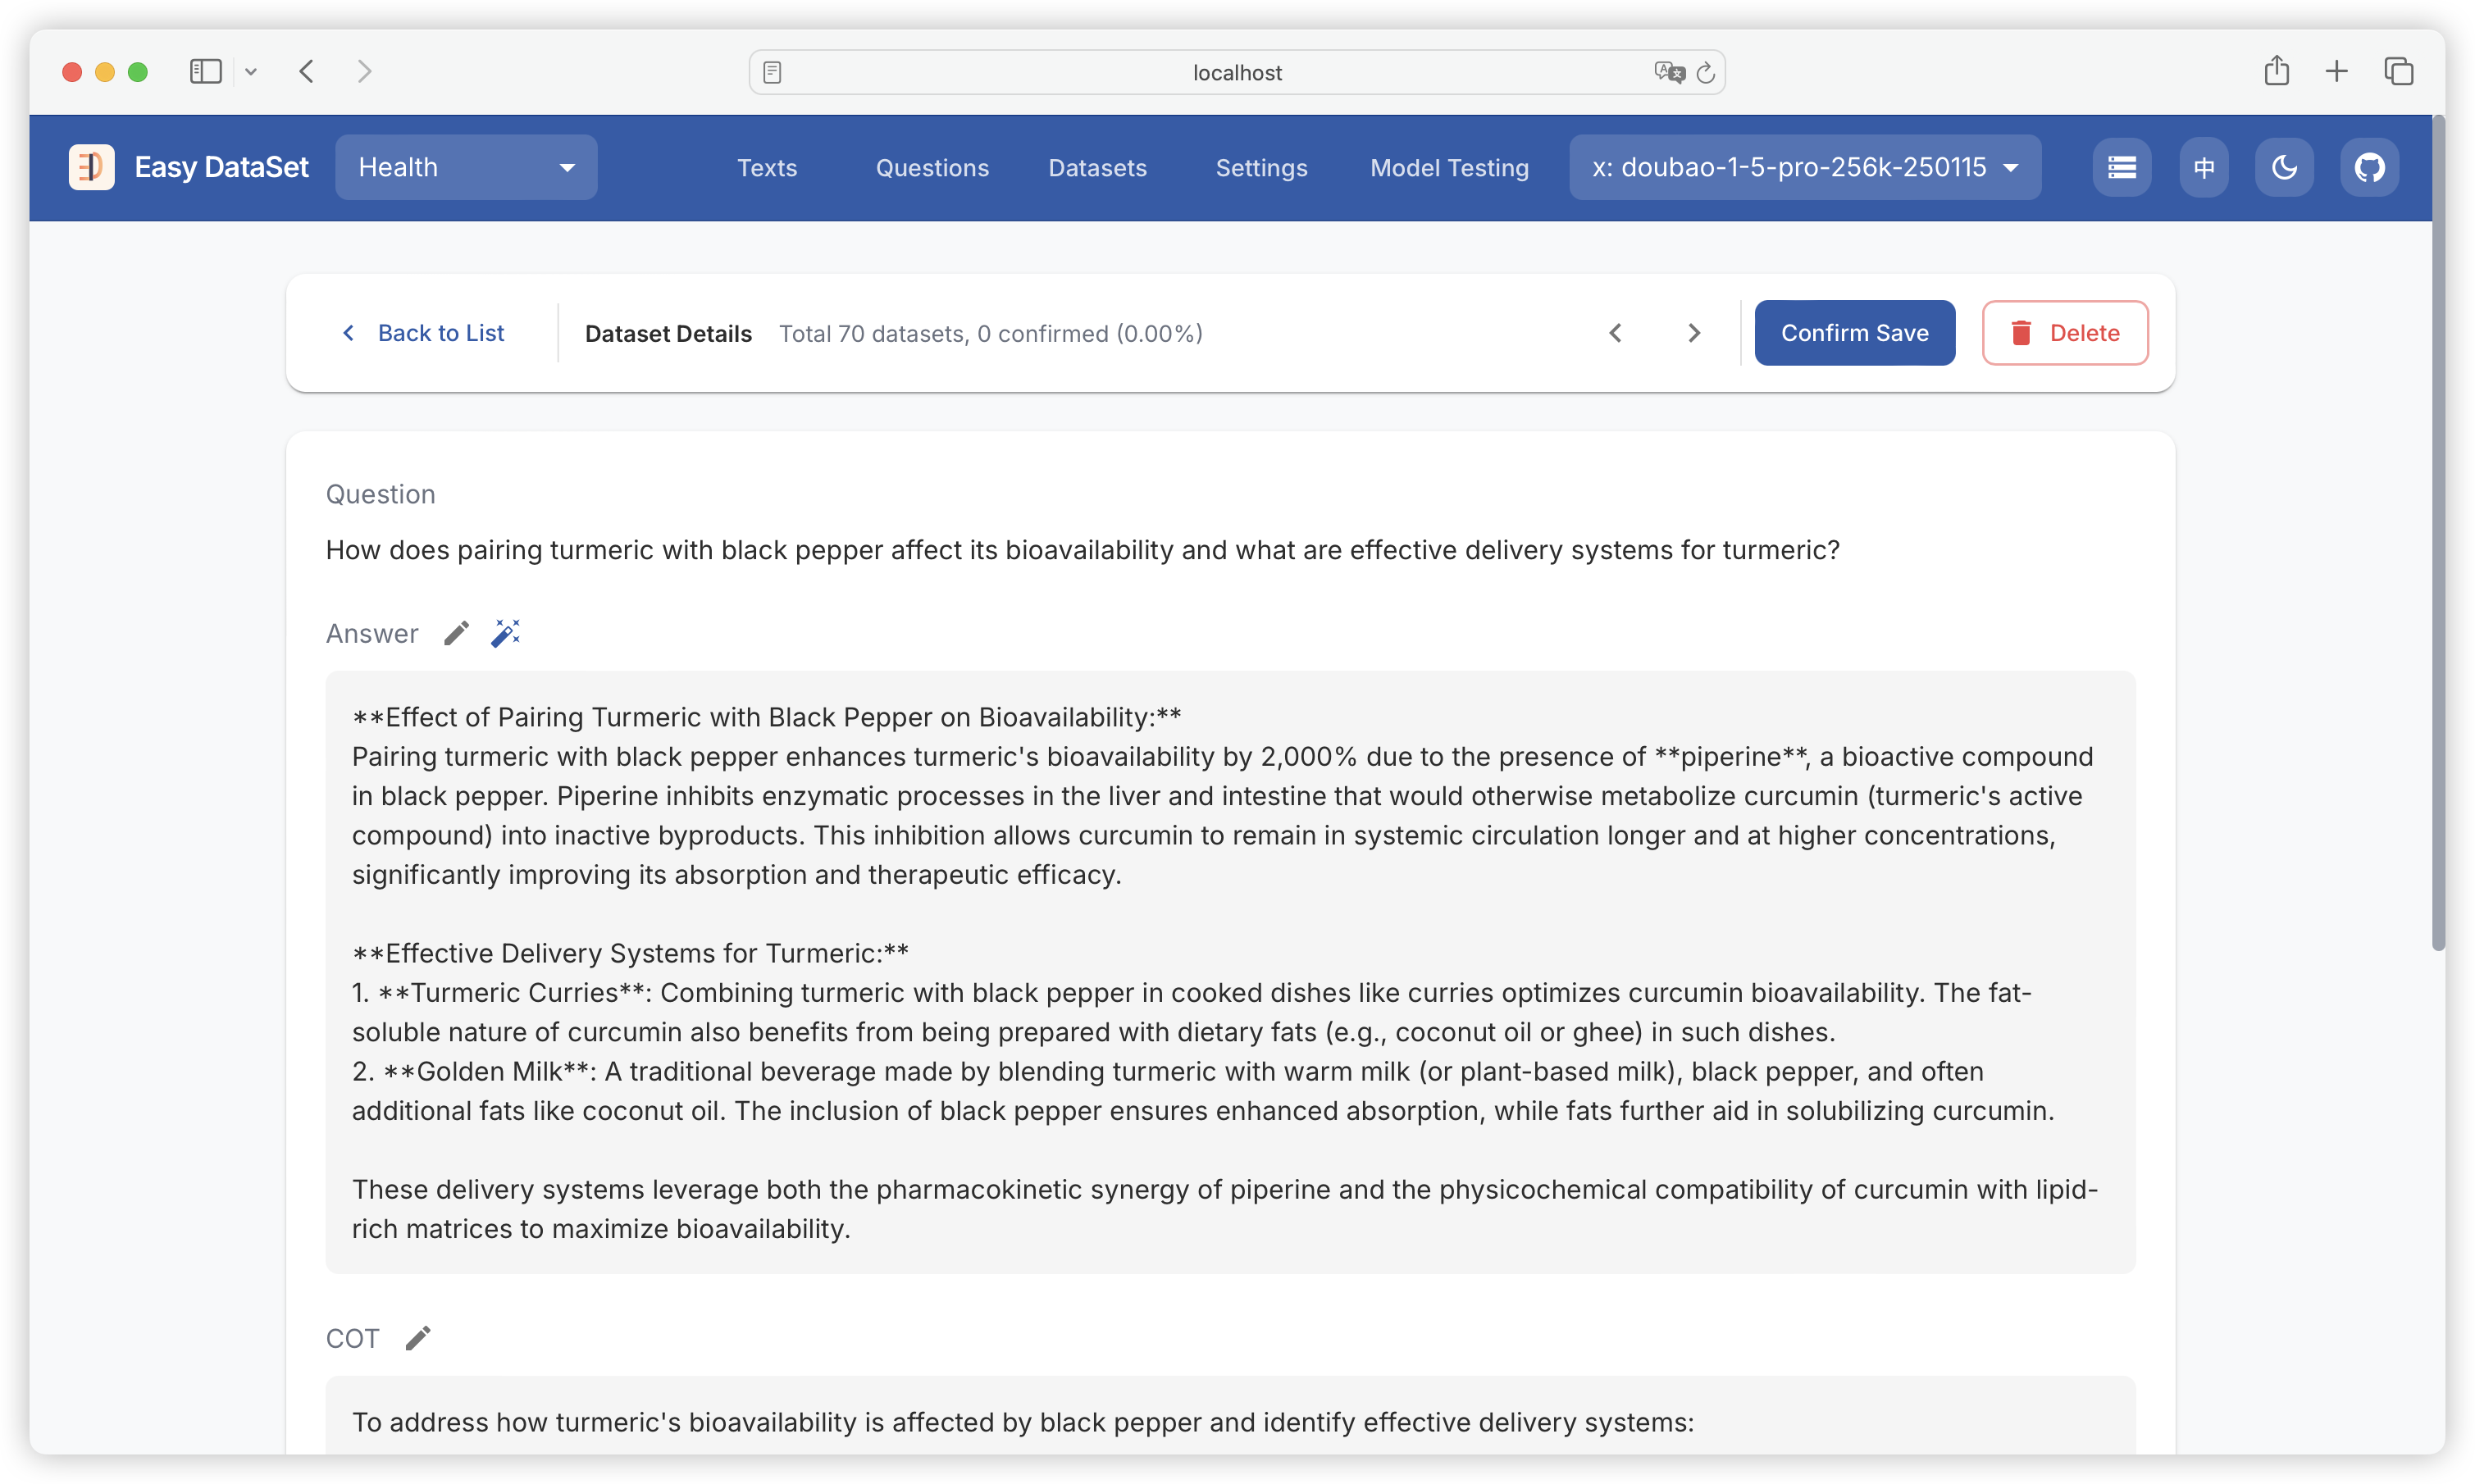 localhost
Easy DataSet
Health
Texts
Questions
Datasets
Settings
Model Testing
x: doubao-1-5-pro-256k-250115
中
Back to List
Dataset Details
Total 70 datasets, 0 confirmed (0.00%)
Confirm Save
Delete
Question
How does pairing turmeric with black pepper affect its bioavailability and what are effective delivery systems for turmeric?
Answer
**Effect of Pairing Turmeric with Black Pepper on Bioavailability:**
Pairing turmeric with black pepper enhances turmeric's bioavailability by 2,000% due to the presence of **piperine**, a bioactive compound
in black pepper. Piperine inhibits enzymatic processes in the liver and intestine that would otherwise metabolize curcumin (turmeric's active
compound) into inactive byproducts. This inhibition allows curcumin to remain in systemic circulation longer and at higher concentrations,
significantly improving its absorption and therapeutic efficacy.
**Effective Delivery Systems for Turmeric:**
1. **Turmeric Curries**: Combining turmeric with black pepper in cooked dishes like curries optimizes curcumin bioavailability. The fat-
soluble nature of curcumin also benefits from being prepared with dietary fats (e.g., coconut oil or ghee) in such dishes.
2. **Golden Milk**: A traditional beverage made by blending turmeric with warm milk (or plant-based milk), black pepper, and often
additional fats like coconut oil. The inclusion of black pepper ensures enhanced absorption, while fats further aid in solubilizing curcumin.
These delivery systems leverage both the pharmacokinetic synergy of piperine and the physicochemical compatibility of curcumin with lipid-
rich matrices to maximize bioavailability.
COT
To address how turmeric's bioavailability is affected by black pepper and identify effective delivery systems: